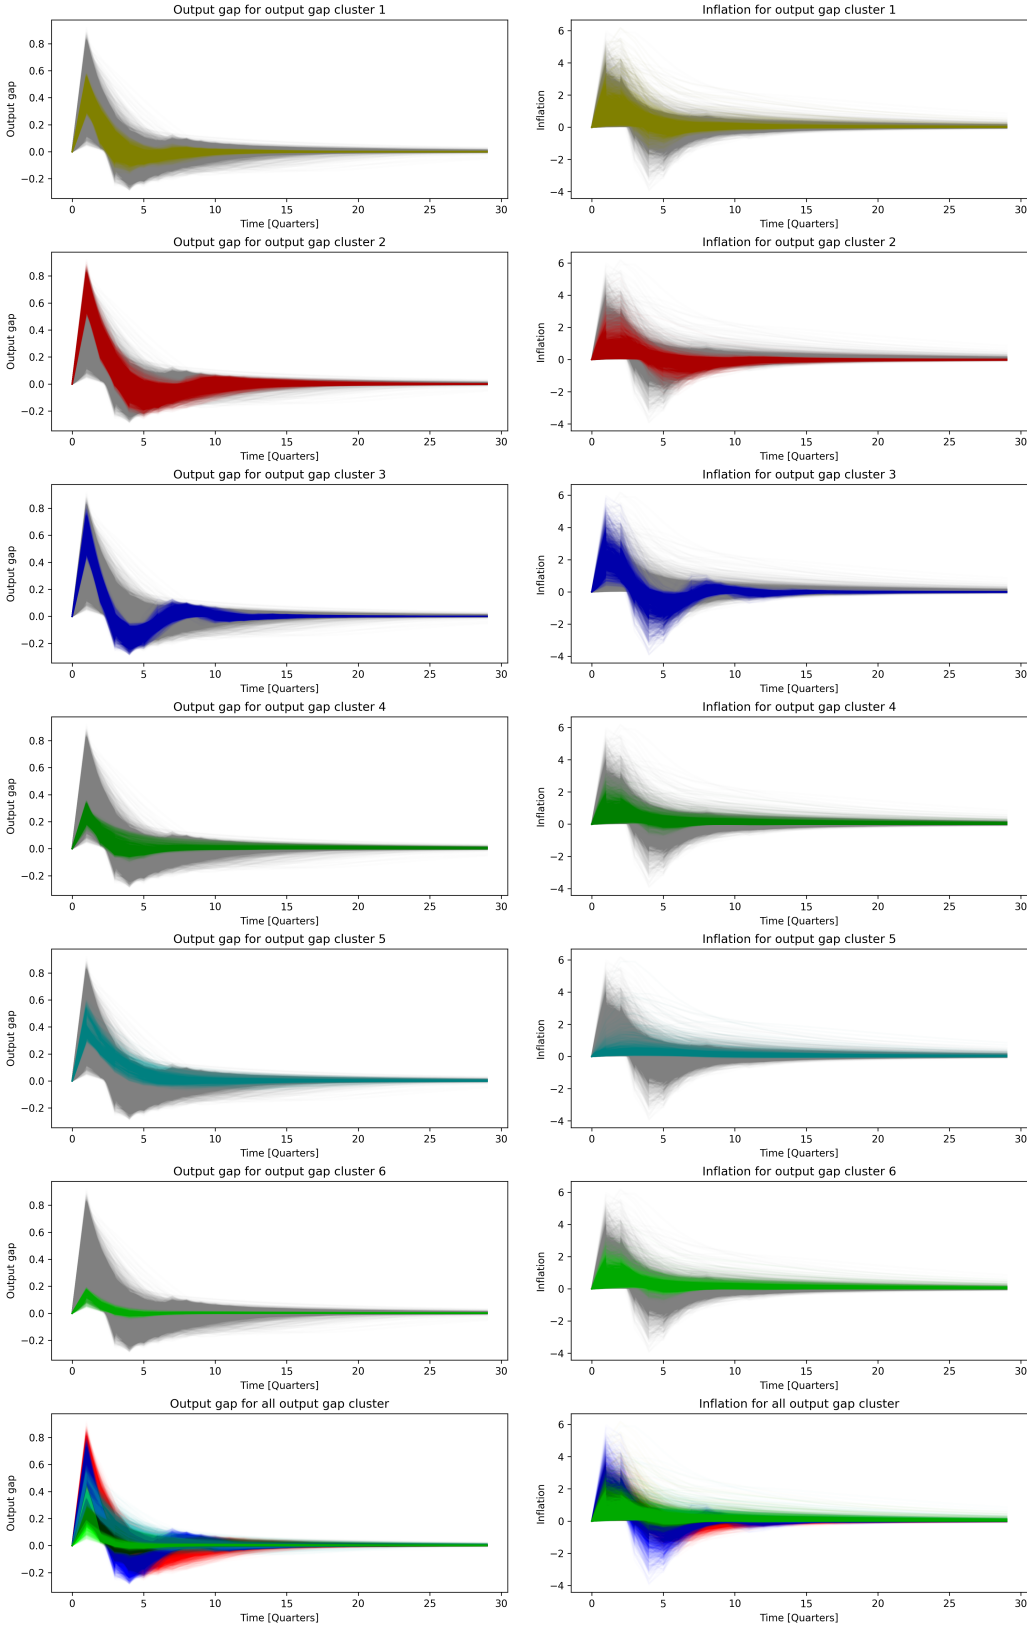 Output gap for output gap cluster 1
Inflation for output gap cluster 1
Output gap
0.8
0.6
0.4
0.2
0.0
−0.2
0 5 10 15 20 25 30
Time [Quarters]
Inflation
6
4
2
0
−2
−4
0 5 10 15 20 25 30
Time [Quarters]
Output gap for output gap cluster 2
Inflation for output gap cluster 2
Output gap
0.8
0.6
0.4
0.2
0.0
−0.2
0 5 10 15 20 25 30
Time [Quarters]
Inflation
6
4
2
0
−2
−4
0 5 10 15 20 25 30
Time [Quarters]
Output gap for output gap cluster 3
Inflation for output gap cluster 3
Output gap
0.8
0.6
0.4
0.2
0.0
−0.2
0 5 10 15 20 25 30
Time [Quarters]
Inflation
6
4
2
0
−2
−4
0 5 10 15 20 25 30
Time [Quarters]
Output gap for output gap cluster 4
Inflation for output gap cluster 4
Output gap
0.8
0.6
0.4
0.2
0.0
−0.2
0 5 10 15 20 25 30
Time [Quarters]
Inflation
6
4
2
0
−2
−4
0 5 10 15 20 25 30
Time [Quarters]
Output gap for output gap cluster 5
Inflation for output gap cluster 5
Output gap
0.8
0.6
0.4
0.2
0.0
−0.2
0 5 10 15 20 25 30
Time [Quarters]
Inflation
6
4
2
0
−2
−4
0 5 10 15 20 25 30
Time [Quarters]
Output gap for output gap cluster 6
Inflation for output gap cluster 6
Output gap
0.8
0.6
0.4
0.2
0.0
−0.2
0 5 10 15 20 25 30
Time [Quarters]
Inflation
6
4
2
0
−2
−4
0 5 10 15 20 25 30
Time [Quarters]
Output gap for all output gap cluster
Inflation for all output gap cluster
Output gap
0.8
0.6
0.4
0.2
0.0
−0.2
0 5 10 15 20 25 30
Time [Quarters]
Inflation
6
4
2
0
−2
−4
0 5 10 15 20 25 30
Time [Quarters]